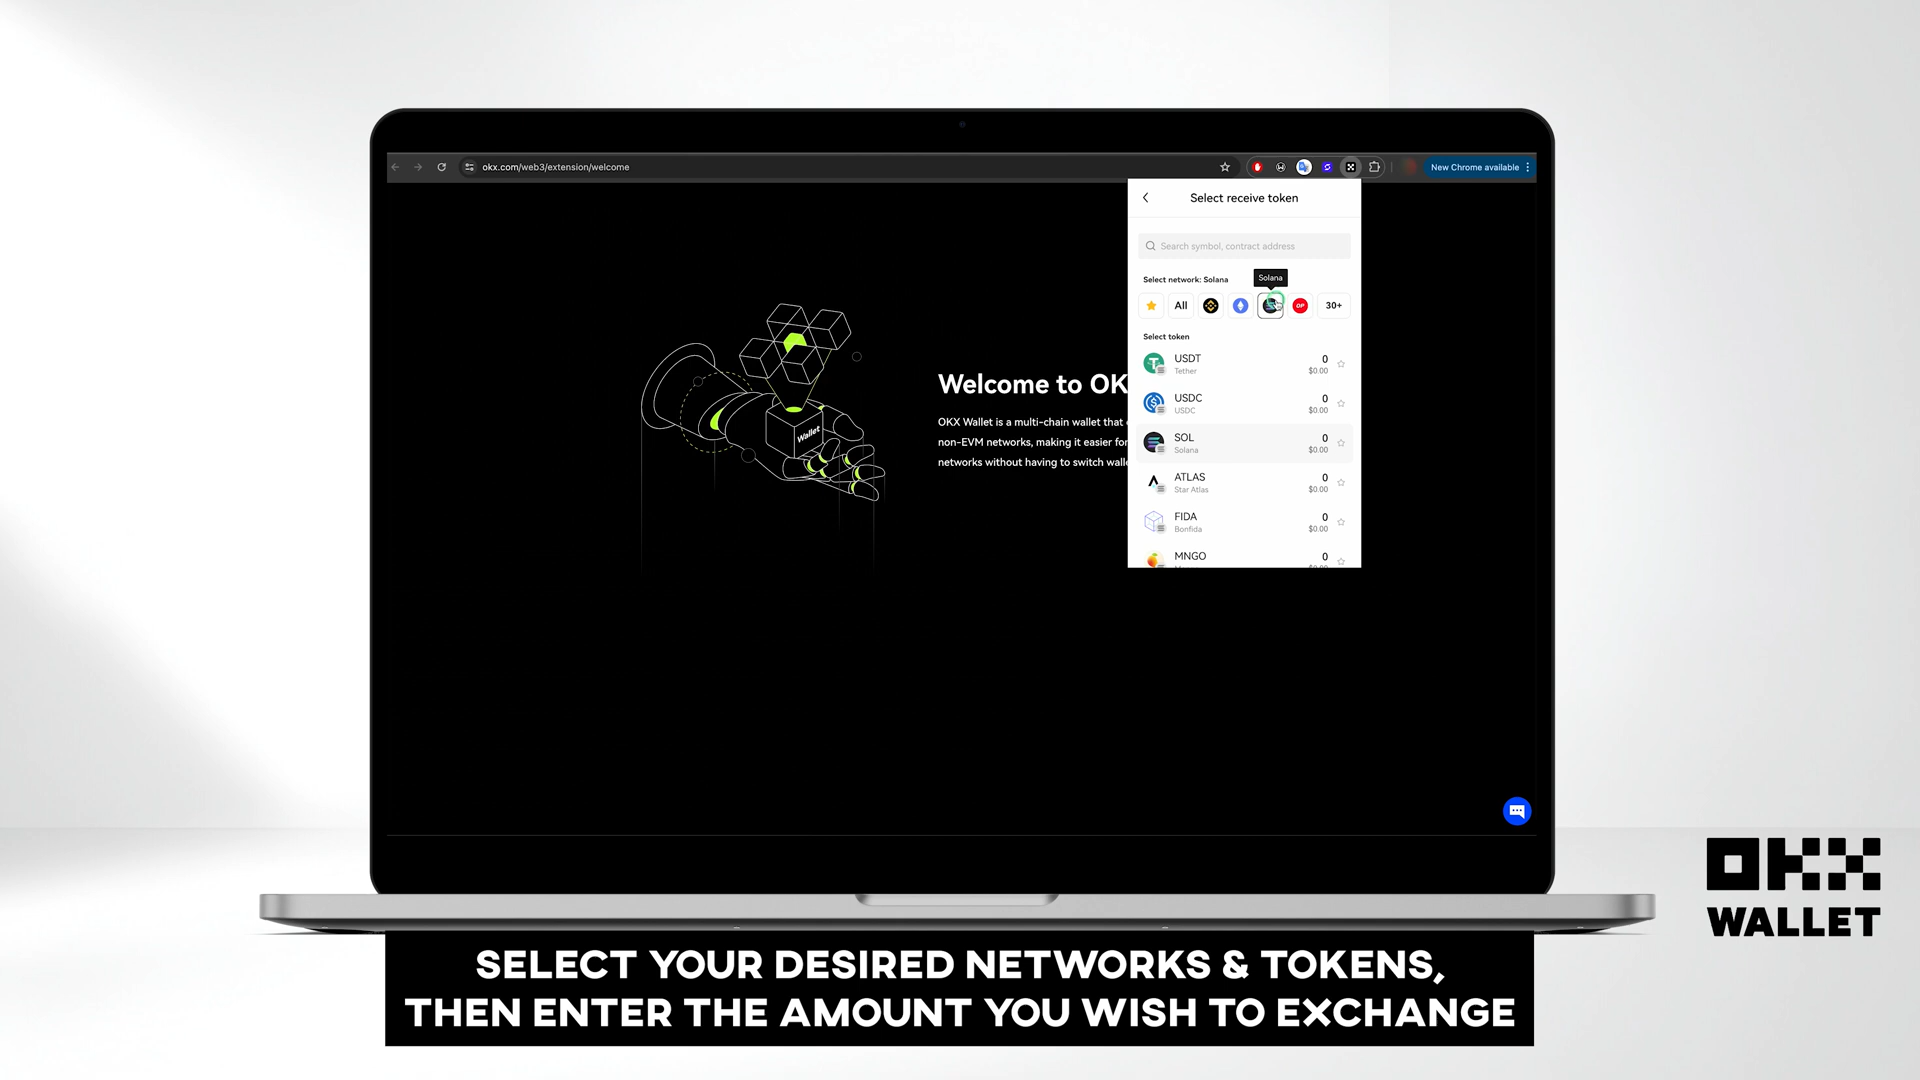 okx.com/web3/extension/welcome
New Chrome available
Select receive token
Search symbol, contract address
Select network: Solana
Solana
All
OP
30+
Select token
USDT 0
Tether $0.00
USDC 0
USDC $0.00
SOL 0
Solana $0.00
ATLAS 0
Star Atlas $0.00
FIDA 0
Bonfida $0.00
MNGO 0
Wallet
Welcome to OK
OKX Wallet is a multi-chain wallet that
non-EVM networks, making it easier for
networks without having to switch walle
OKX
WALLET
SELECT YOUR DESIRED NETWORKS & TOKENS,
THEN ENTER THE AMOUNT YOU WISH TO EXCHANGE